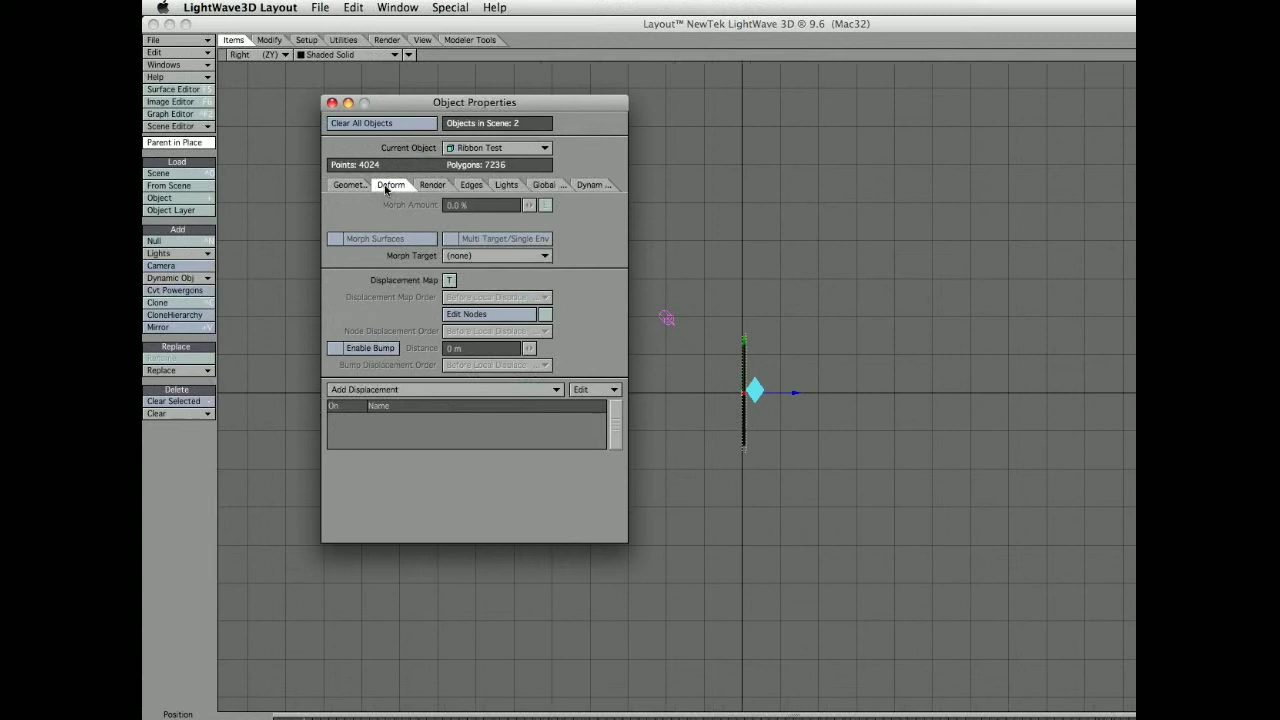 LightWave3D Layout File Edit Window Special Help
Layout™ NewTek LightWave 3D ® 9.6 (Mac32)
File
Edit
Windows
Help
Surface Editor
Image Editor
Graph Editor
Scene Editor
Parent in Place
Load
Scene
From Scene
Object
Object Layer
Add
Null
Lights
Camera
Dynamic Obj
Cvt Powergons
Clone
CloneHierarchy
Mirror
Replace
Replace
Delete
Clear Selected
Clear
Position
Items Modify Setup Utilities Render View Modeler Tools
Right (ZY) Shaded Solid
Object Properties
Clear All Objects Objects in Scene: 2
Current Object Ribbon Test
Points: 4024 Polygons: 7236
Geomet... Deform Render Edges Lights Global ... Dynam ...
Morph Amount 0.0 %
Morph Surfaces Multi Target/Single Env
Morph Target (none)
Displacement Map T
Displacement Map Order Before Local Displace ...
Edit Nodes
Node Displacement Order Before Local Displace ...
Enable Bump Distance 0 m
Bump Displacement Order Before Local Displace ...
Add Displacement Edit
On Name